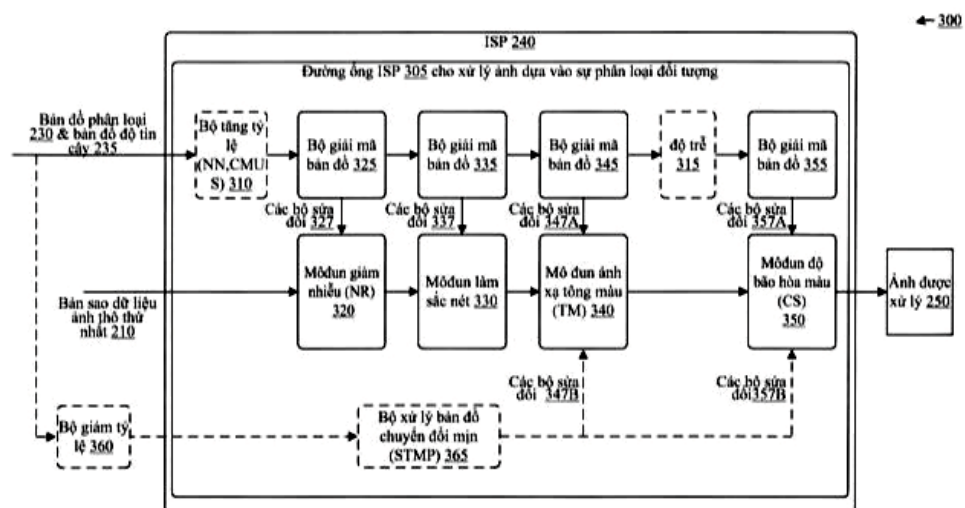 300
ISP 240
Đường ống ISP 305 cho xử lý ảnh dựa vào sự phân loại đối tượng
Bản đồ phân loại
230 & bản đồ độ tin
cậy 235
Bộ tăng tỷ
lệ
(NN,CMU
S) 310
Bộ giải mã
bản đồ 325
Bộ giải mã
bản đồ 335
Bộ giải mã
bản đồ 345
độ trễ
315
Bộ giải mã
bản đồ 355
Các bộ sửa
đổi 327
Các bộ sửa
đổi 337
Các bộ sửa
đổi 347A
Các bộ sửa
đổi 357A
Bản sao dữ liệu
ảnh thô thứ
nhất 210
Môđun giảm
nhiễu (NR)
320
Môđun làm
sắc nét 330
Mô đun ánh
xạ tông màu
(TM) 340
Môđun độ
bão hòa màu
(CS)
350
Ảnh được
xử lý 250
Các bộ sửa
đổi 347B
Các bộ sửa
đổi357B
Bộ giảm tỷ
lệ 360
Bộ xử lý bản đồ
chuyển đổi mịn
(STMP) 365